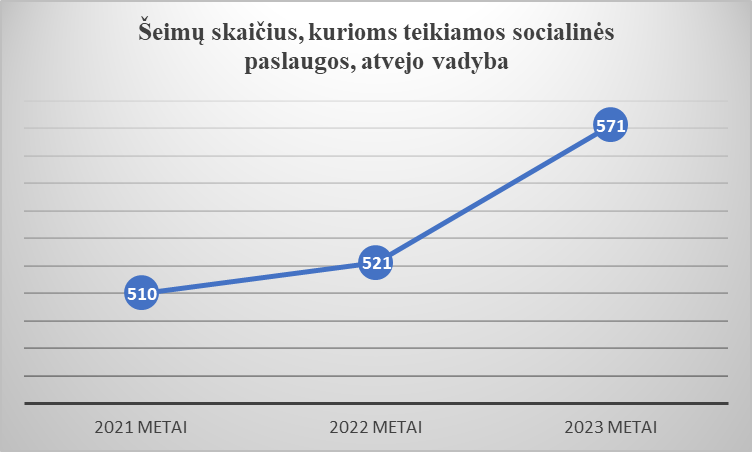 Šeimų skaičius, kurioms teikiamos socialinės
paslaugos, atvejo vadyba
571
521
510
2021 METAI
2022 METAI
2023 METAI